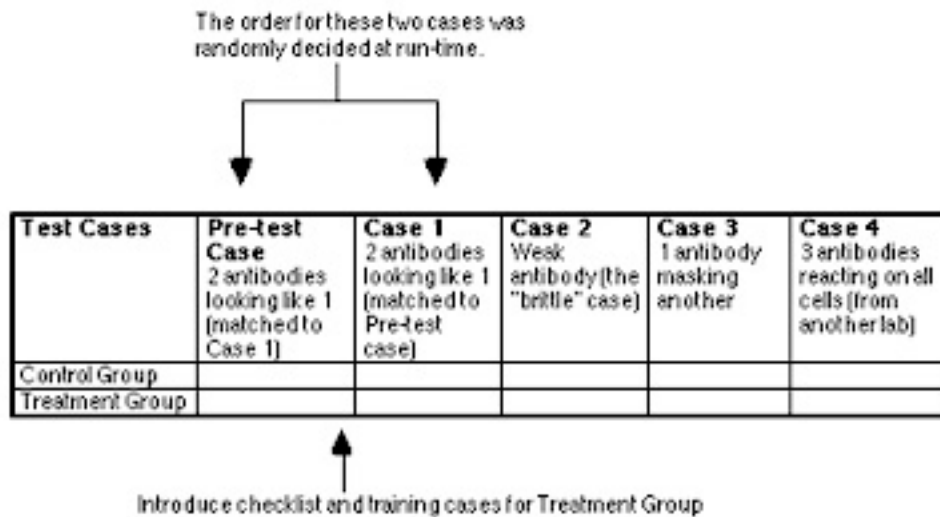 The order for these two cases was
randomly decided at run-time.
Test Cases
Pre-test
Case
2 antibodies
looking like 1
(matched to
Case 1)
Case 1
2 antibodies
looking like 1
(matched to
Pre-test
case)
Case 2
Weak
antibody (the
"brittle" case)
Case 3
1 antibody
masking
another
Case 4
3 antibodies
reacting on all
cells (from
another lab)
Control Group
Treatment Group
Introduce checklist and training cases for Treatment Group